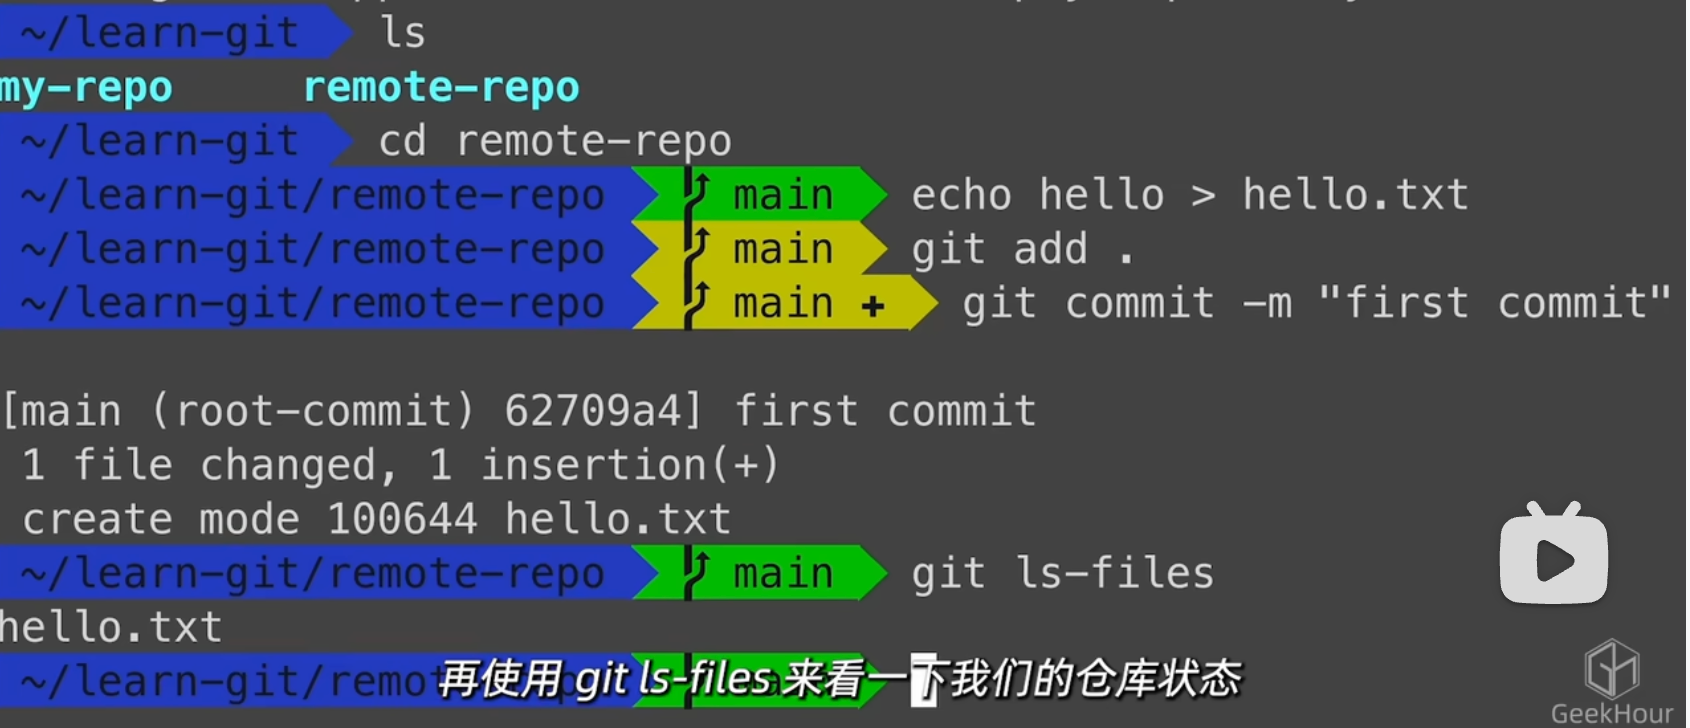 ~/learn-git ls
my-repo remote-repo
~/learn-git cd remote-repo
~/learn-git/remote-repo main echo hello > hello.txt
~/learn-git/remote-repo main git add .
~/learn-git/remote-repo main + git commit -m "first commit"
[main (root-commit) 62709a4] first commit
1 file changed, 1 insertion(+)
create mode 100644 hello.txt
~/learn-git/remote-repo main git ls-files
hello.txt
~/learn-git/remo
再使用 git ls-files 来看一下我们的仓库状态
GeekHour